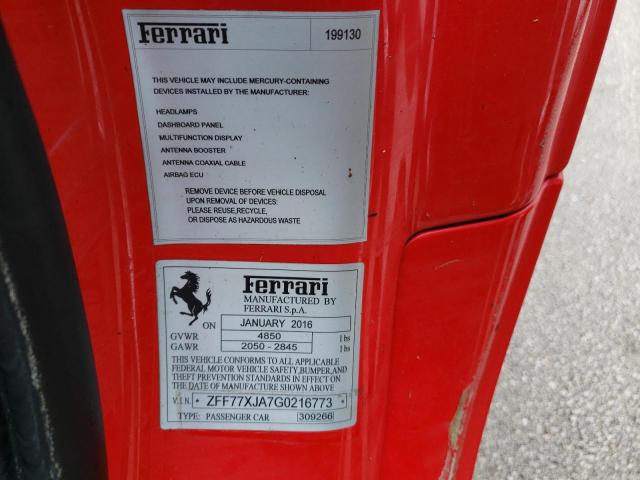 Ferrari 199130
THIS VEHICLE MAY INCLUDE MERCURY-CONTAINING
DEVICES INSTALLED BY THE MANUFACTURER:
HEADLAMPS
DASHBOARD PANEL
MULTIFUNCTION DISPLAY
ANTENNA BOOSTER
ANTENNA COAXIAL CABLE
AIRBAG ECU
REMOVE DEVICE BEFORE VEHICLE DISPOSAL
UPON REMOVAL OF DEVICES:
PLEASE REUSE,RECYCLE,
OR DISPOSE AS HAZARDOUS WASTE
Ferrari
MANUFACTURED BY
FERRARI S.p.A.
ON JANUARY 2016
GVWR 4850 lbs
GAWR 2050 - 2845 lbs
THIS VEHICLE CONFORMS TO ALL APPLICABLE
FEDERAL MOTOR VEHICLE SAFETY,BUMPER,AND
THEFT PREVENTION STANDARDS IN EFFECT ON
THE DATE OF MANUFACTURE SHOWN ABOVE
V.I.N. * ZFF77XJA7G0216773 *
TYPE: PASSENGER CAR 309266